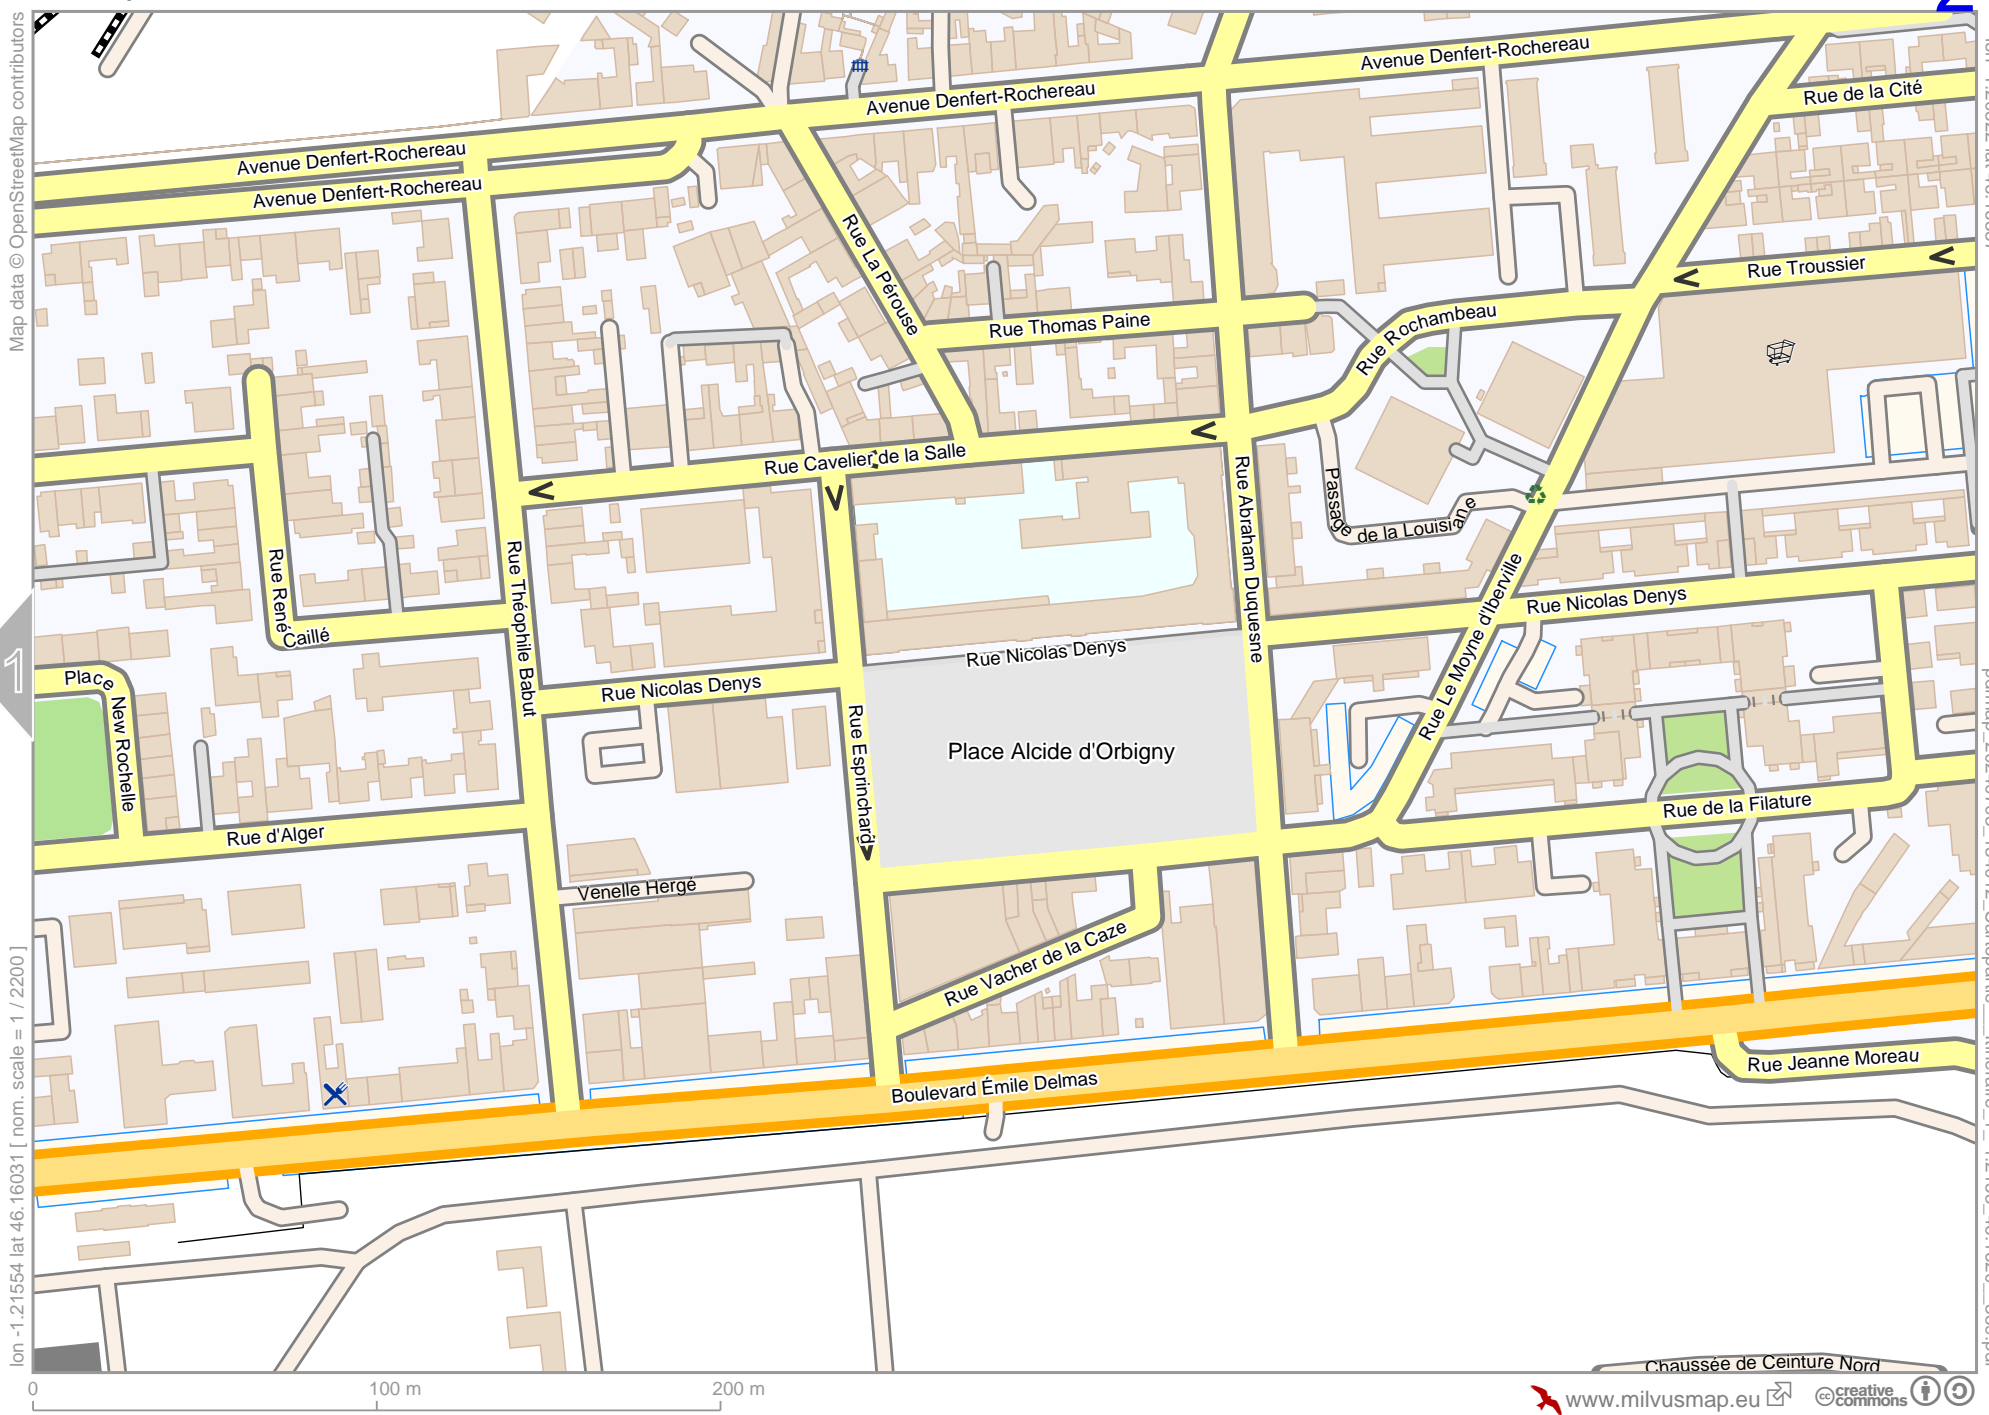 Map data © OpenStreetMap contributors
Avenue Denfert-Rochereau
Avenue Denfert-Rochereau
Avenue Denfert-Rochereau
Avenue Denfert-Rochereau
Rue de la Cité
Rue Troussier
Rue La Pérouse
Rue Thomas Paine
Rue Rochambeau
Rue Cavelier de la Salle
Rue Abraham Duquesne
Passage de la Louisiane
Rue René Caillé
Rue Théophile Babut
Rue Le Moyne d'Iberville
Rue Nicolas Denys
Rue Nicolas Denys
Rue Nicolas Denys
Place New Rochelle
1
Rue Esprinchard
Place Alcide d'Orbigny
Rue de la Filature
Rue d'Alger
Venelle Hergé
Rue Vacher de la Caze
Boulevard Émile Delmas
Rue Jeanne Moreau
Chaussée de Ceinture Nord
lon -1.21554 lat 46.16031 [ nom. scale = 1 / 2200 ]
0
100 m
200 m
www.milvusmap.eu
cc creative commons